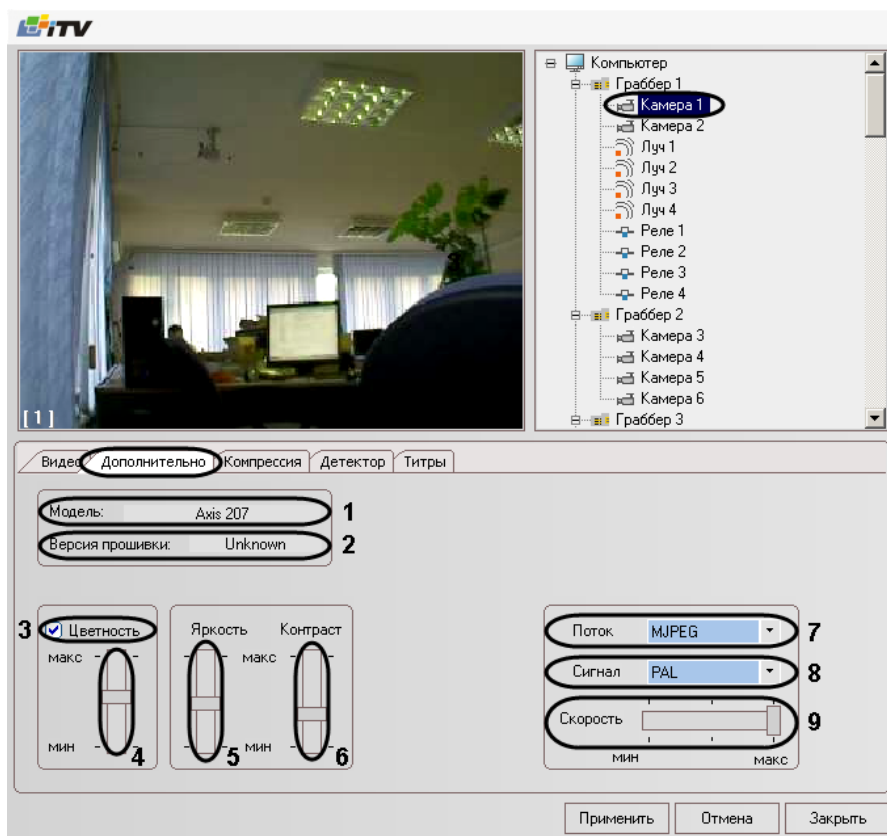 iTV
Компьютер
Граббер 1
Камера 1
Камера 2
Луч 1
Луч 2
Луч 3
Луч 4
Реле 1
Реле 2
Реле 3
Реле 4
Граббер 2
Камера 3
Камера 4
Камера 5
Камера 6
Граббер 3
[1]
Видео Дополнительно Компрессия Детектор Титры
Модель: Axis 207 1
Версия прошивки: Unknown 2
3 Цветность Яркость Контраст
макс макс
мин мин
4 5 6
Поток MJPEG 7
Сигнал PAL 8
Скорость 9
мин макс
Применить Отмена Закрыть